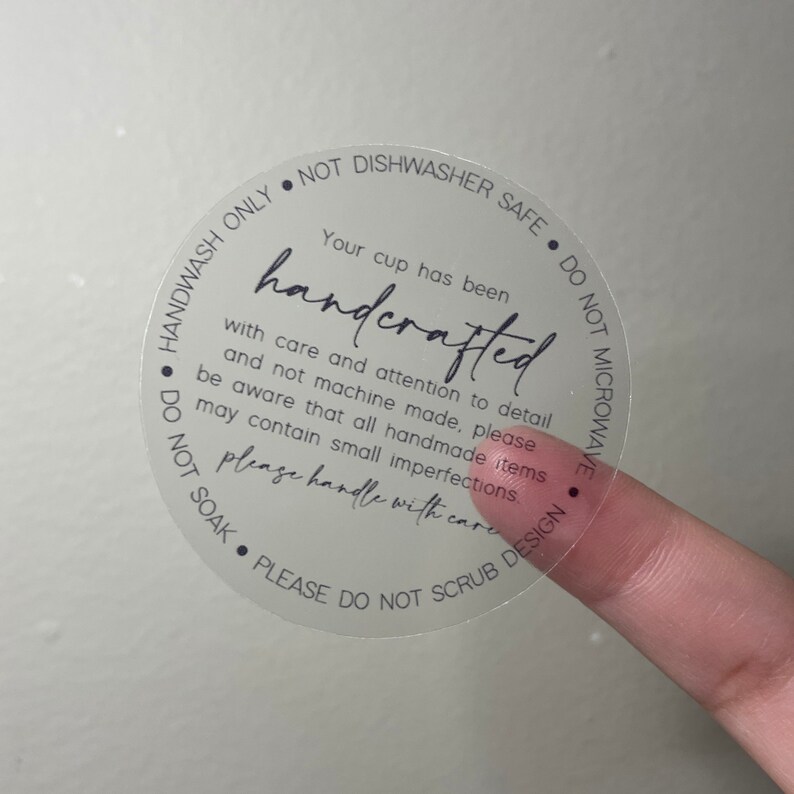 HANDWASH ONLY • NOT DISHWASHER SAFE • DO NOT MICROWAVE • PLEASE DO NOT SCRUB DESIGN • DO NOT SOAK •
Your cup has been
handcrafted
with care and attention to detail
and not machine made, please
be aware that all handmade items
may contain small imperfections.
please handle with care